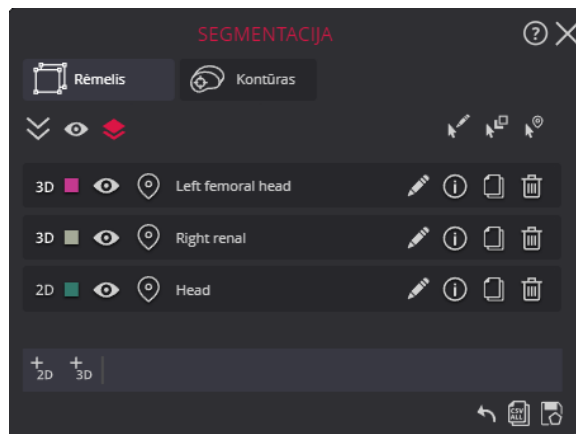 SEGMENTACIJA
Rėmelis Kontūras
3D Left femoral head
3D Right renal
2D Head
+2D +3D
CSV ALL